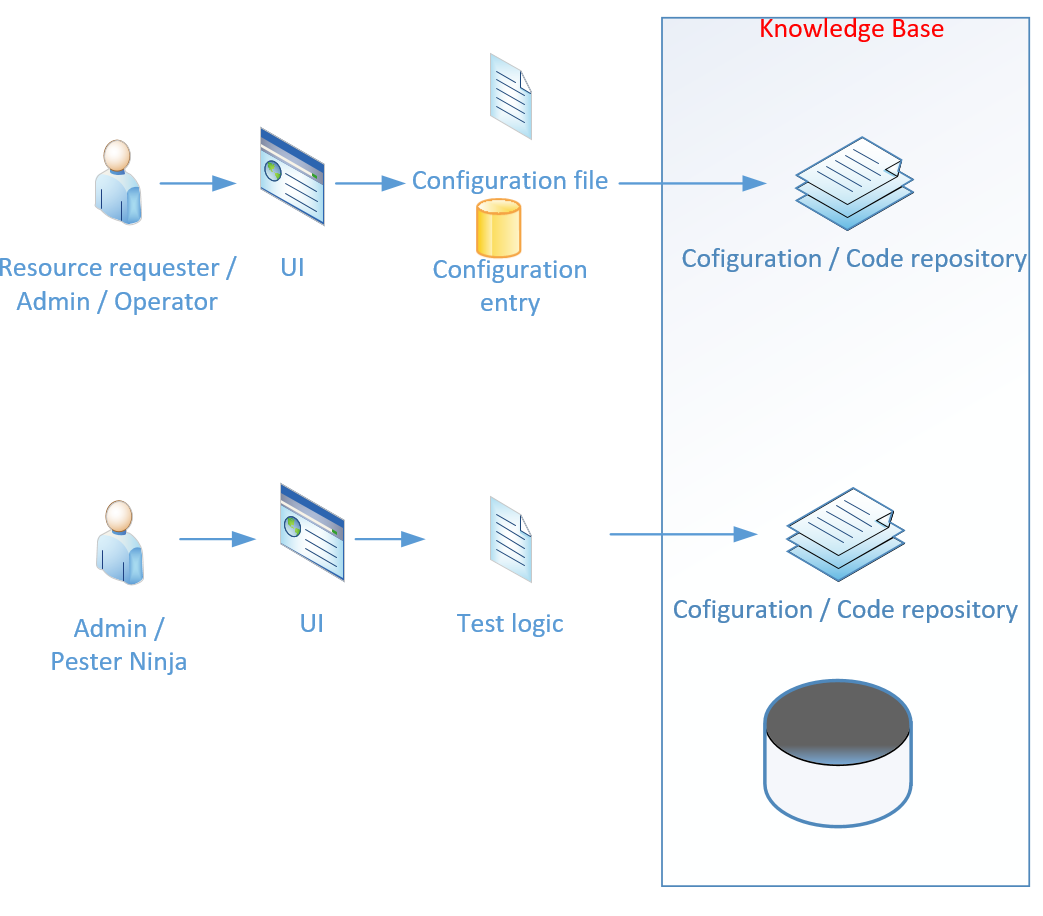 Knowledge Base
Configuration file
Resource requester /
Admin / Operator
UI
Configuration
entry
Cofiguration / Code repository
Admin /
Pester Ninja
UI
Test logic
Cofiguration / Code repository